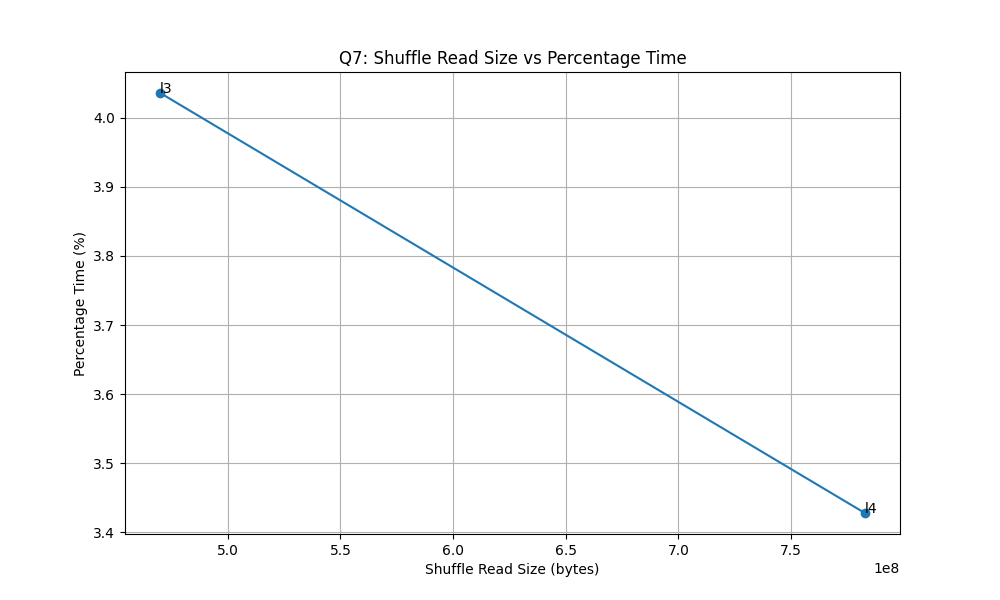 Q7: Shuffle Read Size vs Percentage Time
l3
4.0
3.9
3.8
3.7
3.6
3.5
3.4
Percentage Time (%)
l4
5.0 5.5 6.0 6.5 7.0 7.5
1e8
Shuffle Read Size (bytes)